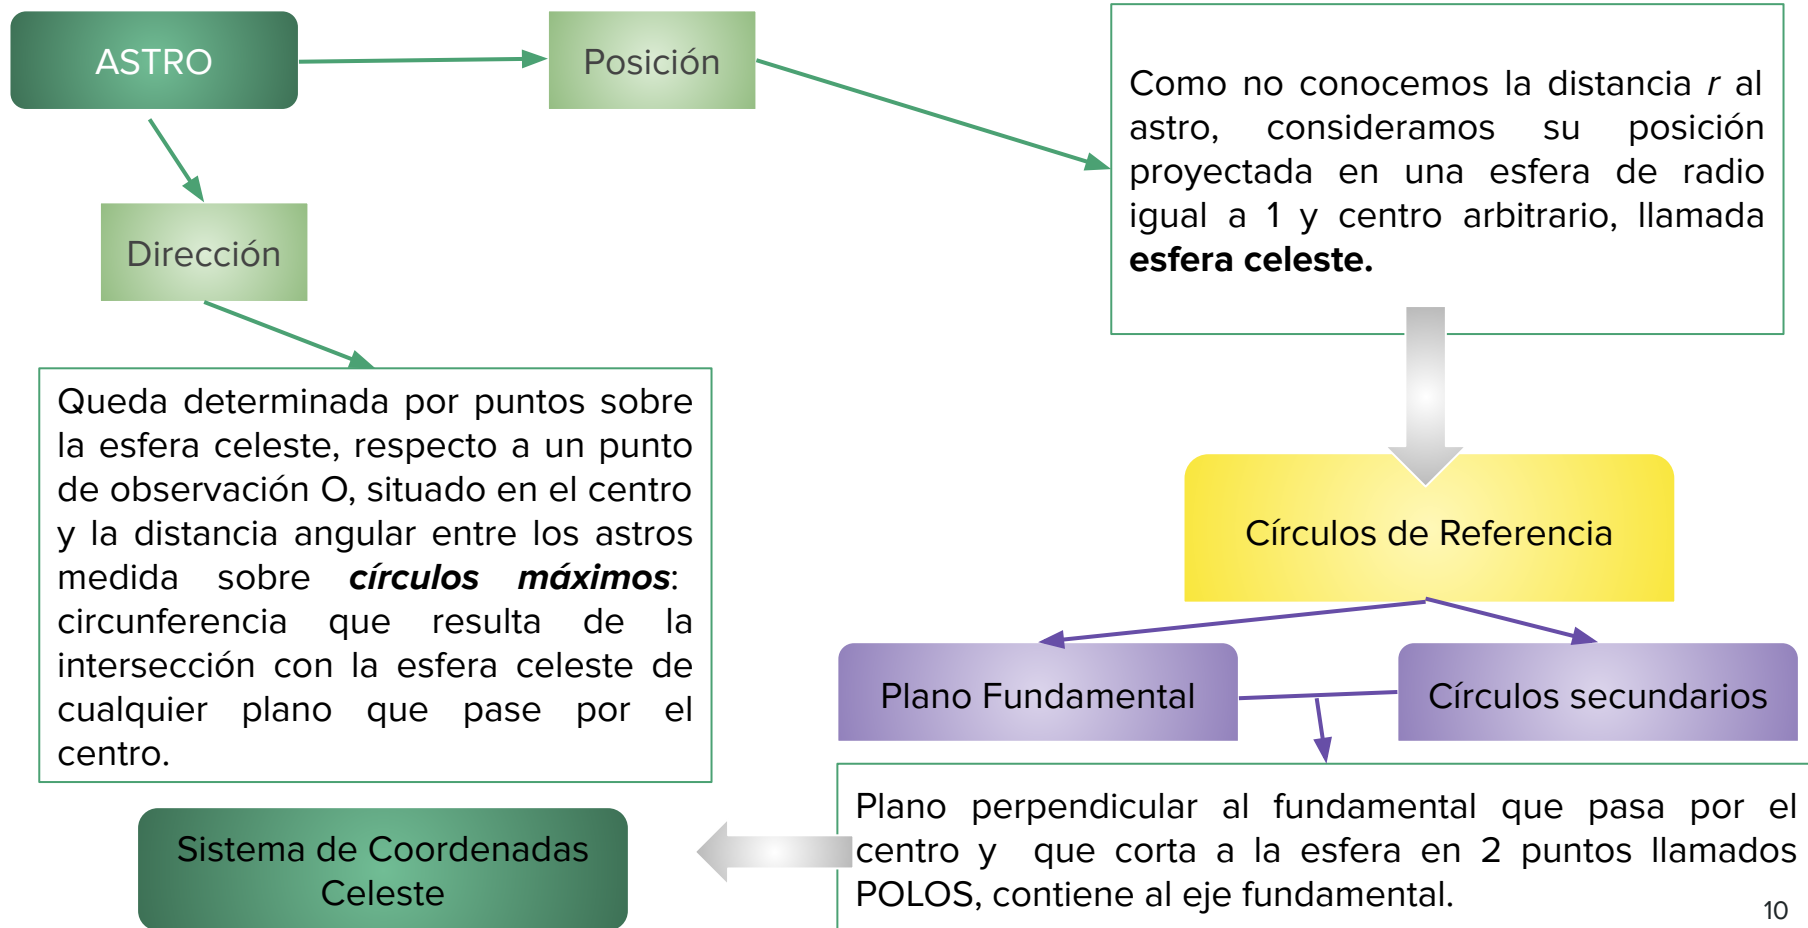 ASTRO
Posición
Como no conocemos la distancia r al
astro, consideramos su posición
proyectada en una esfera de radio
igual a 1 y centro arbitrario, llamada
esfera celeste.
Dirección
Queda determinada por puntos sobre
la esfera celeste, respecto a un punto
de observación O, situado en el centro
y la distancia angular entre los astros
medida sobre círculos máximos:
circunferencia que resulta de la
intersección con la esfera celeste de
cualquier plano que pase por el
centro.
Círculos de Referencia
Plano Fundamental
Círculos secundarios
Plano perpendicular al fundamental que pasa por el
centro y que corta a la esfera en 2 puntos llamados
POLOS, contiene al eje fundamental.
Sistema de Coordenadas
Celeste
10